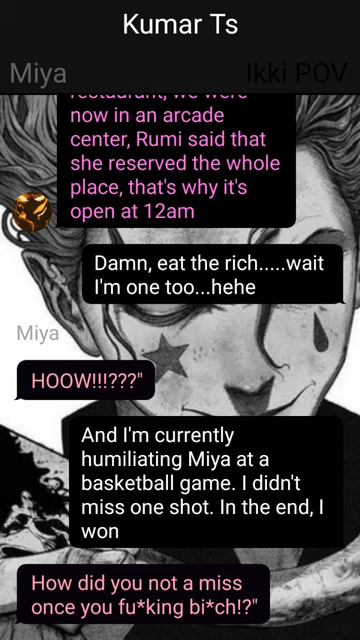 Kumar Ts
Miya
Ikki POV
restaurant, we were
now in an arcade
center, Rumi said that
she reserved the whole
place, that's why it's
open at 12am
Damn, eat the rich.....wait
I'm one too...hehe
Miya
HOOW!!!???"
And I'm currently
humiliating Miya at a
basketball game. I didn't
miss one shot. In the end, I
won
How did you not a miss
once you fu*king bi*ch!?"